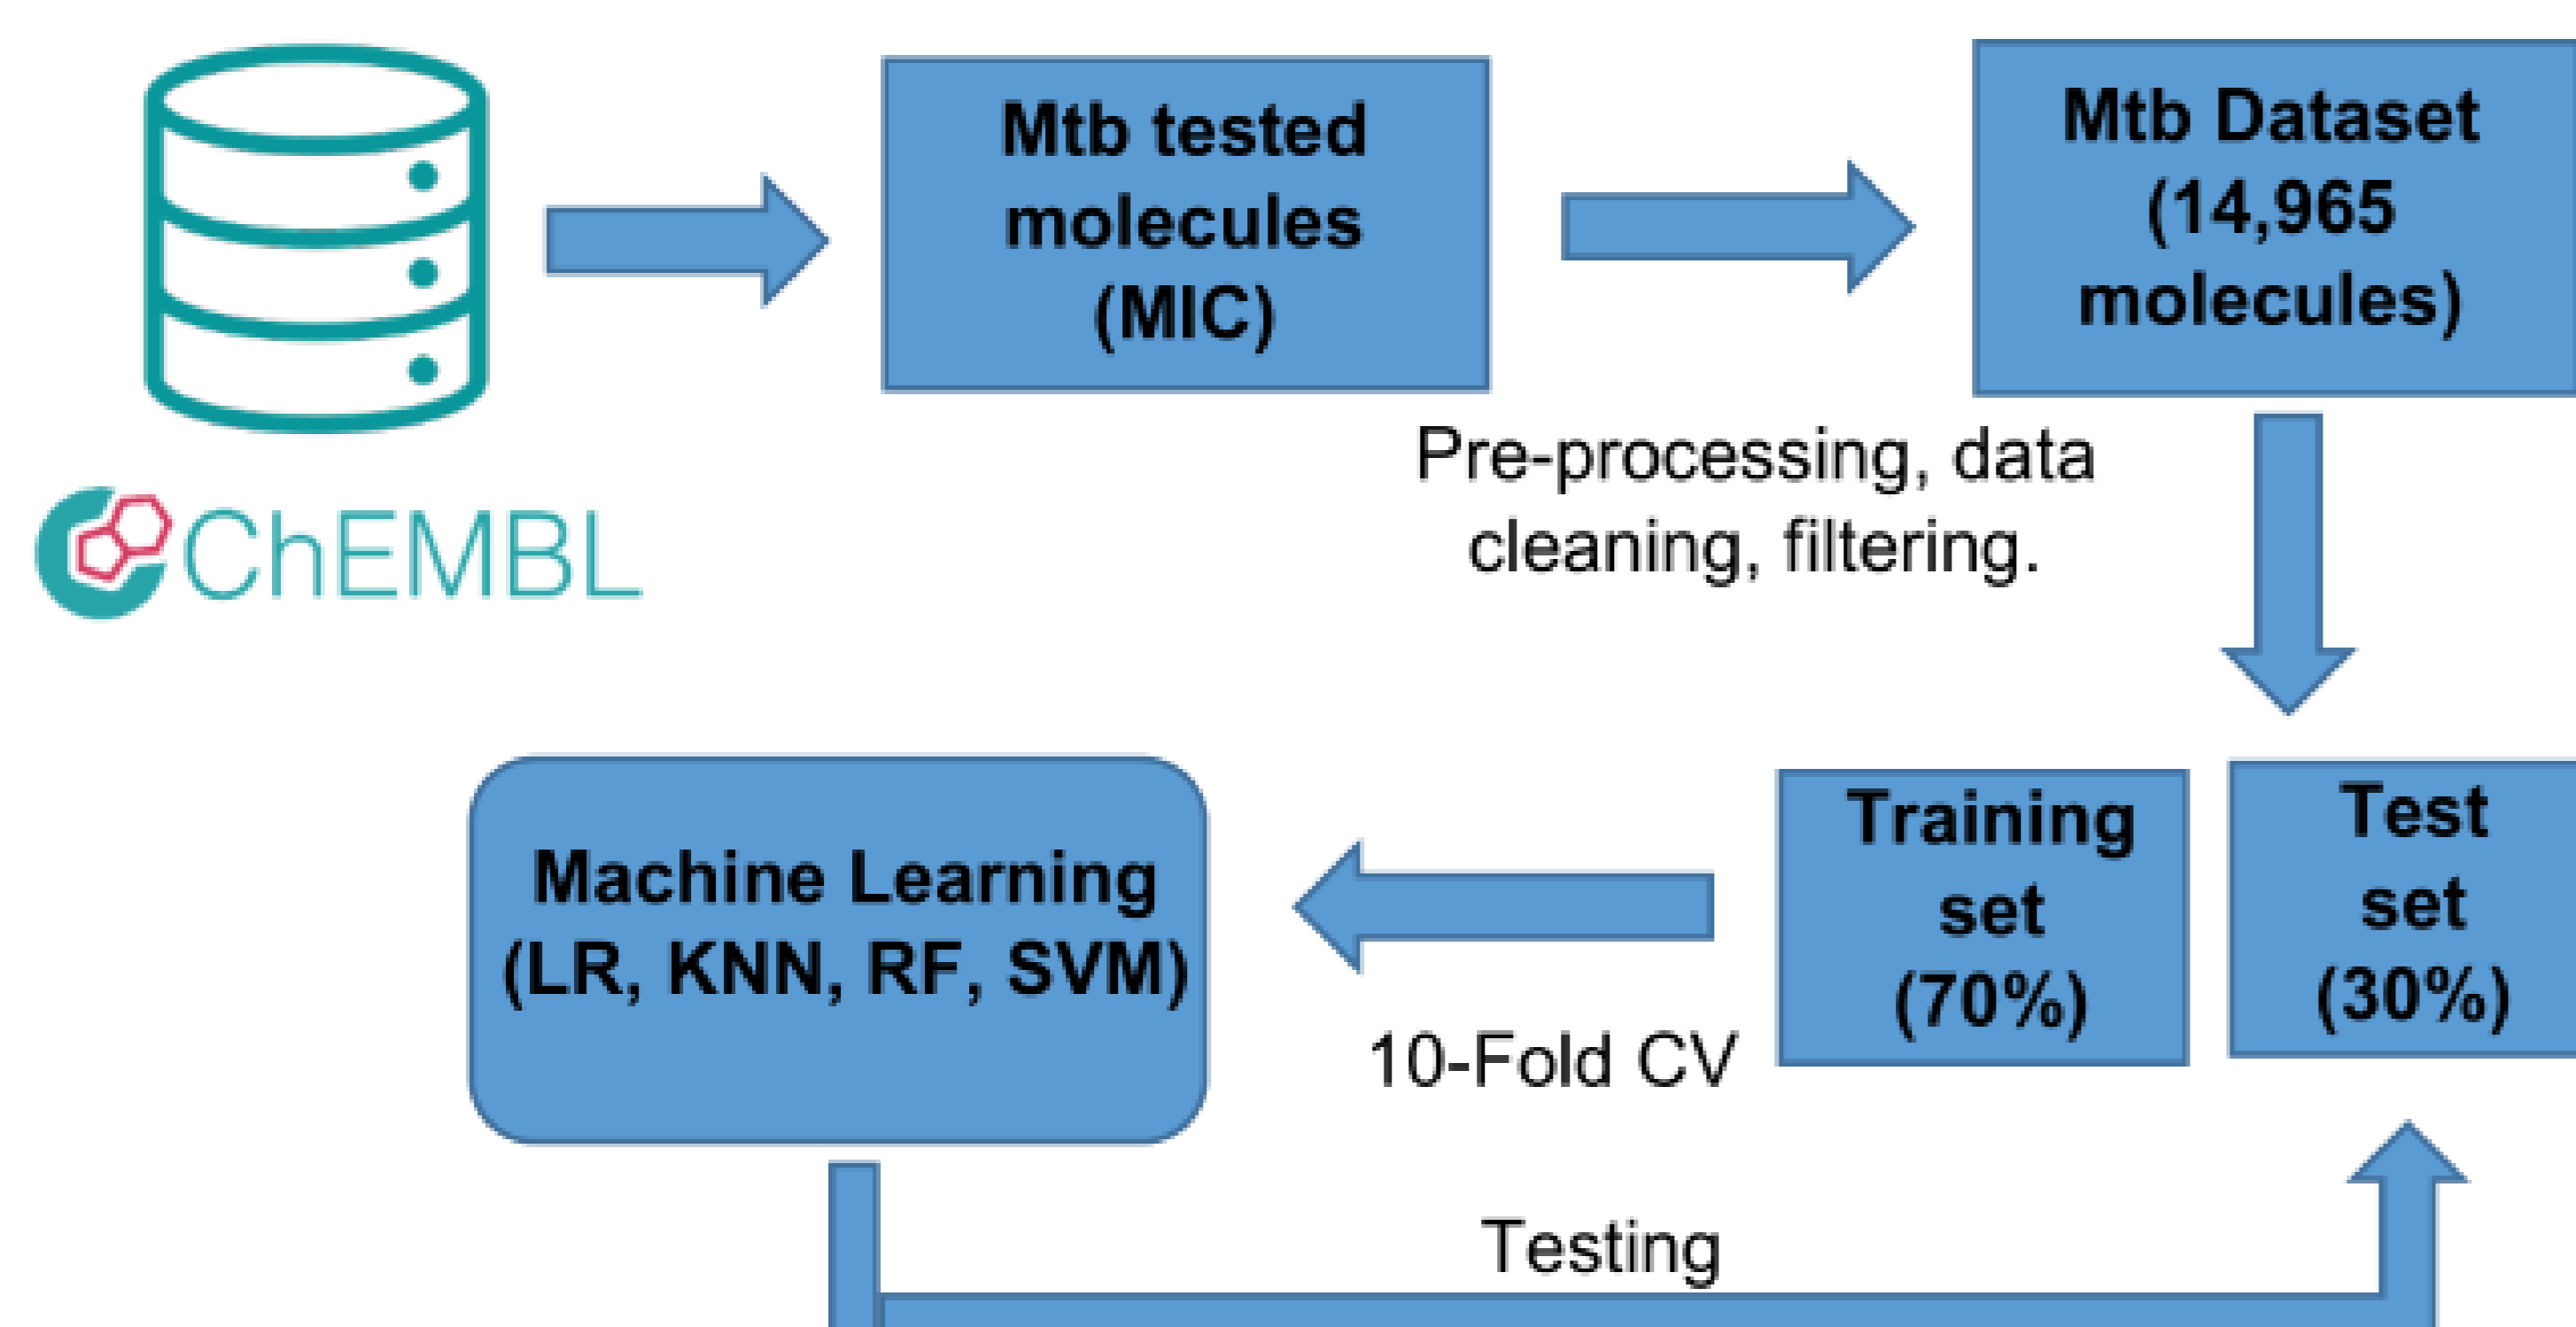 Mtb tested
molecules
(MIC)
Mtb Dataset
(14,965
molecules)
ChEMBL
Pre-processing, data
cleaning, filtering.
Machine Learning
(LR, KNN, RF, SVM)
10-Fold CV
Training
set
(70%)
Test
set
(30%)
Testing